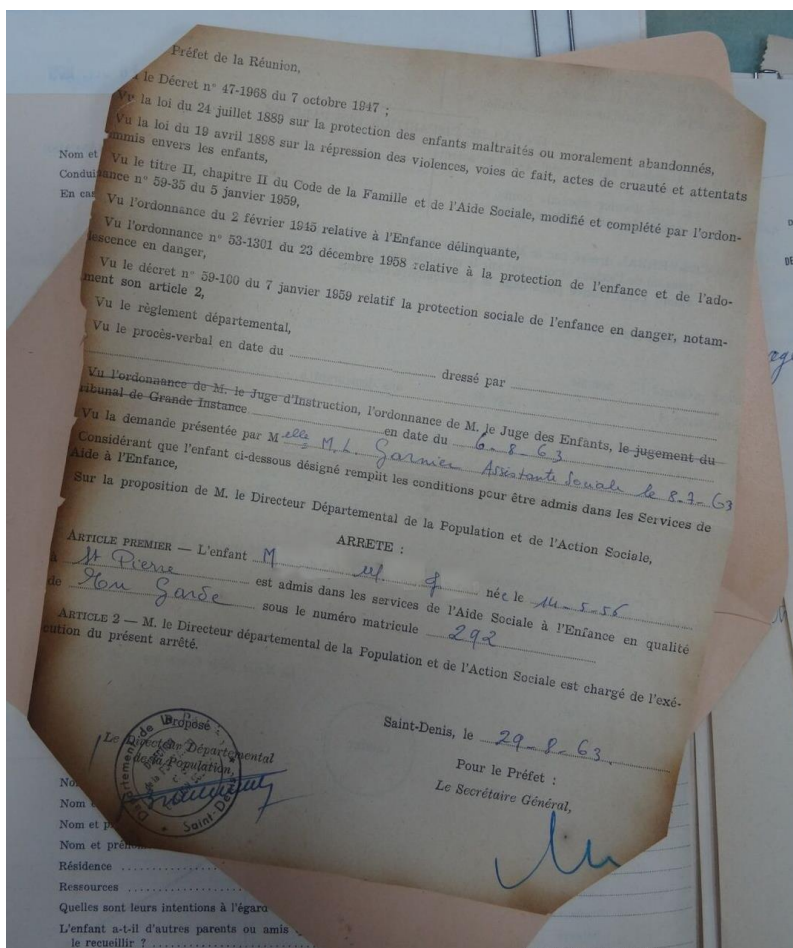 Préfet de la Réunion,
le Décret n° 47-1968 du 7 octobre 1947 ;
Vu la loi du 24 juillet 1889 sur la protection des enfants maltraités ou moralement abandonnés,
Vu la loi du 19 avril 1898 sur la répression des violences, voies de fait, actes de cruauté et attentats
mmis envers les enfants,
Vu le titre II, chapitre II du Code de la Famille et de l'Aide Sociale, modifié et complété par l'ordon-
nance n° 59-35 du 5 janvier 1959,
Vu l'ordonnance du 2 février 1945 relative à l'Enfance délinquante,
Vu l'ordonnance n° 53-1301 du 23 décembre 1958 relative à la protection de l'enfance et de l'ado-
lescence en danger,
Vu le décret n° 59-100 du 7 janvier 1959 relatif la protection sociale de l'enfance en danger, notam-
ment son article 2,
Vu le règlement départemental,
Vu le procès-verbal en date du dressé par
Vu l'ordonnance de M. le Juge d'Instruction, l'ordonnance de M. le Juge des Enfants, le jugement du
Tribunal de Grande Instance en date du 6-8-63
Vu la demande présentée par Melle M. L. Garnier Assistante Sociale le 8-7-63
Considérant que l'enfant ci-dessous désigné remplit les conditions pour être admis dans les Services de
Aide à l'Enfance,
Sur la proposition de M. le Directeur Départemental de la Population et de l'Action Sociale,
ARRETE :
ARTICLE PREMIER — L'enfant M née le 14-5-56
à St Pierre est admis dans les services de l'Aide Sociale à l'Enfance en qualité
de En Garde sous le numéro matricule 292
ARTICLE 2 — M. le Directeur départemental de la Population et de l'Action Sociale est chargé de l'exé-
cution du présent arrêté.
Proposé
Le Directeur Départemental
de la Population,
Saint-Denis, le 29-8-63.
Pour le Préfet :
Le Secrétaire Général,
Nom et
Condui
En cas
Nom
Nom
Nom et
Nom et
Résidence
Ressources
Quelles sont leurs intentions à l'égard
L'enfant a-t-il d'autres parents ou amis
le recueillir ?